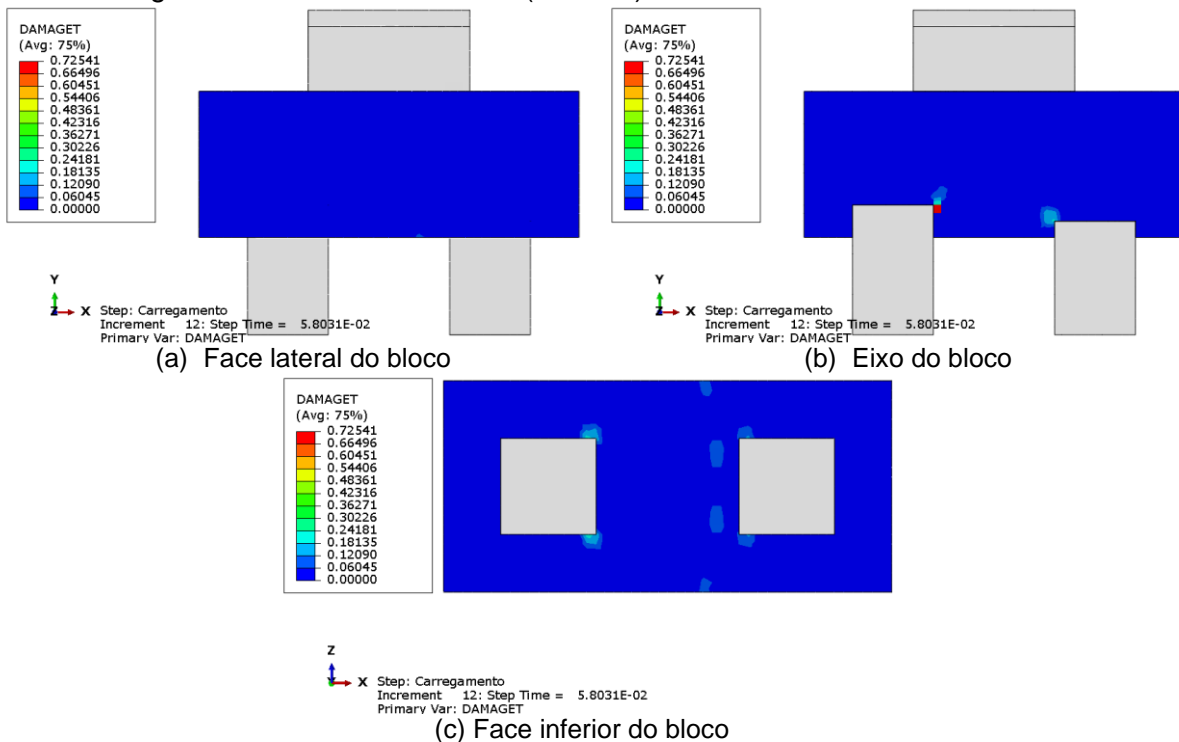 DAMAGET
(Avg: 75%)
0.72541
0.66496
0.60451
0.54406
0.48361
0.42316
0.36271
0.30226
0.24181
0.18135
0.12090
0.06045
0.00000
Y
Z
X
Step: Carregamento
Increment 12: Step Time = 5.8031E-02
Primary Var: DAMAGET
(a) Face lateral do bloco
DAMAGET
(Avg: 75%)
0.72541
0.66496
0.60451
0.54406
0.48361
0.42316
0.36271
0.30226
0.24181
0.18135
0.12090
0.06045
0.00000
Y
Z
X
Step: Carregamento
Increment 12: Step Time = 5.8031E-02
Primary Var: DAMAGET
(b) Eixo do bloco
DAMAGET
(Avg: 75%)
0.72541
0.66496
0.60451
0.54406
0.48361
0.42316
0.36271
0.30226
0.24181
0.18135
0.12090
0.06045
0.00000
Z
X
Step: Carregamento
Increment 12: Step Time = 5.8031E-02
Primary Var: DAMAGET
(c) Face inferior do bloco